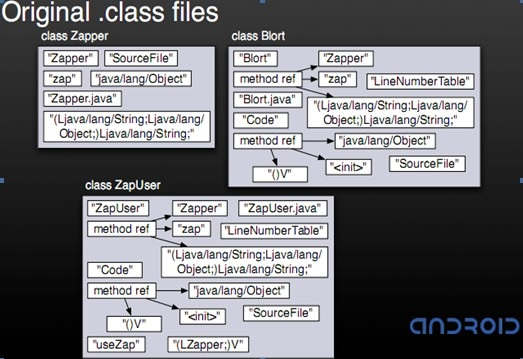 Original .class files
class Zapper
"Zapper" "SourceFile"
"zap" "java/lang/Object"
"Zapper.java"
"(Ljava/lang/String;Ljava/lang/
Object;)Ljava/lang/String;"
class Blort
"Blort" "Zapper"
method ref "zap" "LineNumberTable"
"Blort.java" "(Ljava/lang/String;Ljava/lang/
"Code" Object;)Ljava/lang/String;"
method ref "java/lang/Object"
"()V" "<init>" "SourceFile"
class ZapUser
"ZapUser" "Zapper" "ZapUser.java"
method ref "zap" "LineNumberTable"
"(Ljava/lang/String;Ljava/lang/
"Code" Object;)Ljava/lang/String;"
method ref "java/lang/Object"
"()V" "<init>" "SourceFile"
"useZap" "(LZapper;)V"
ANDROID